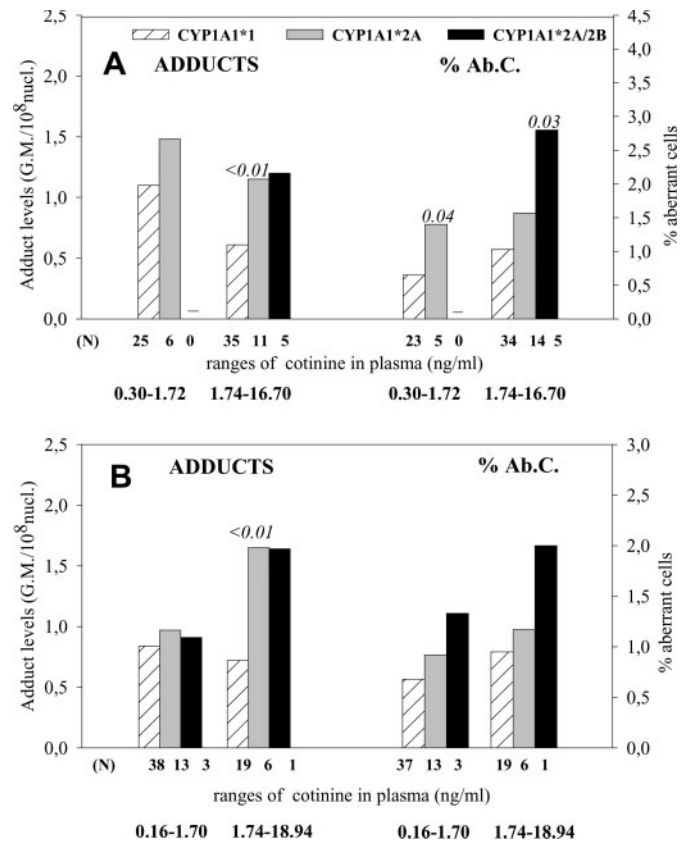 CYP1A1*1 CYP1A1*2A CYP1A1*2A/2B
A ADDUCTS % Ab.C.
Adduct levels (G.M./10⁸nucl.)
2,5
2,0
1,5
1,0
0,5
0,0
<0.01
0.04
0.03
4,5
4,0
3,5
3,0
2,5
2,0
1,5
1,0
0,5
0,0
% aberrant cells
(N) 25 6 0 35 11 5 23 5 0 34 14 5
ranges of cotinine in plasma (ng/ml)
0.30-1.72 1.74-16.70 0.30-1.72 1.74-16.70
B ADDUCTS % Ab.C.
Adduct levels (G.M./10⁸nucl.)
2,5
2,0
1,5
1,0
0,5
0,0
<0.01
3,0
2,5
2,0
1,5
1,0
0,5
0,0
% aberrant cells
(N) 38 13 3 19 6 1 37 13 3 19 6 1
ranges of cotinine in plasma (ng/ml)
0.16-1.70 1.74-18.94 0.16-1.70 1.74-18.94